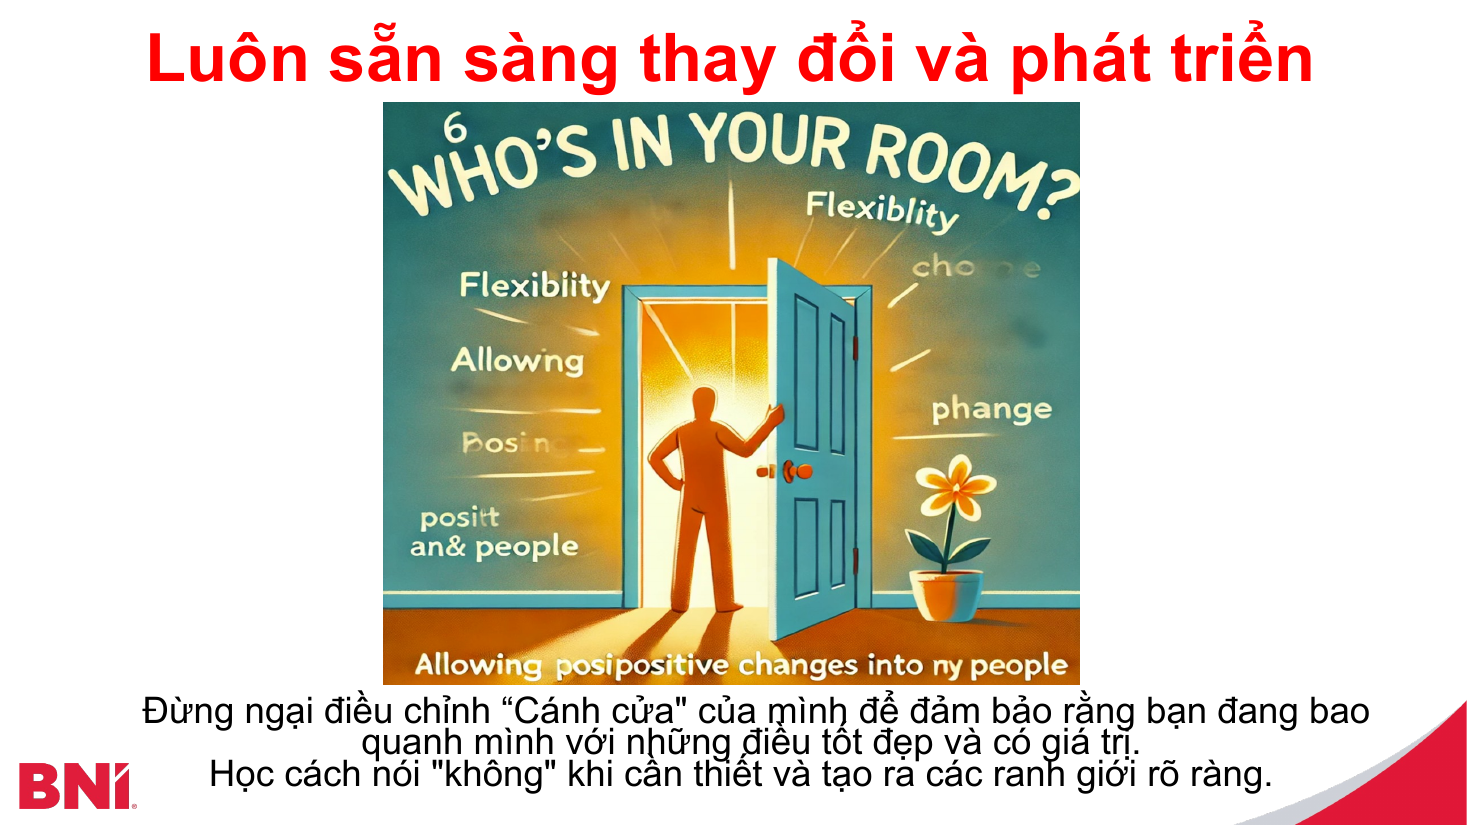 Luôn sẵn sàng thay đổi và phát triển
6
WHO'S IN YOUR ROOM?
Flexiblity
Flexibiity
Allowing
phange
positt
an& people
Allowing posipositive changes into ny people
Đừng ngại điều chỉnh “Cánh cửa" của mình để đảm bảo rằng bạn đang bao
quanh mình với những điều tốt đẹp và có giá trị.
Học cách nói "không" khi cần thiết và tạo ra các ranh giới rõ ràng.
BNI